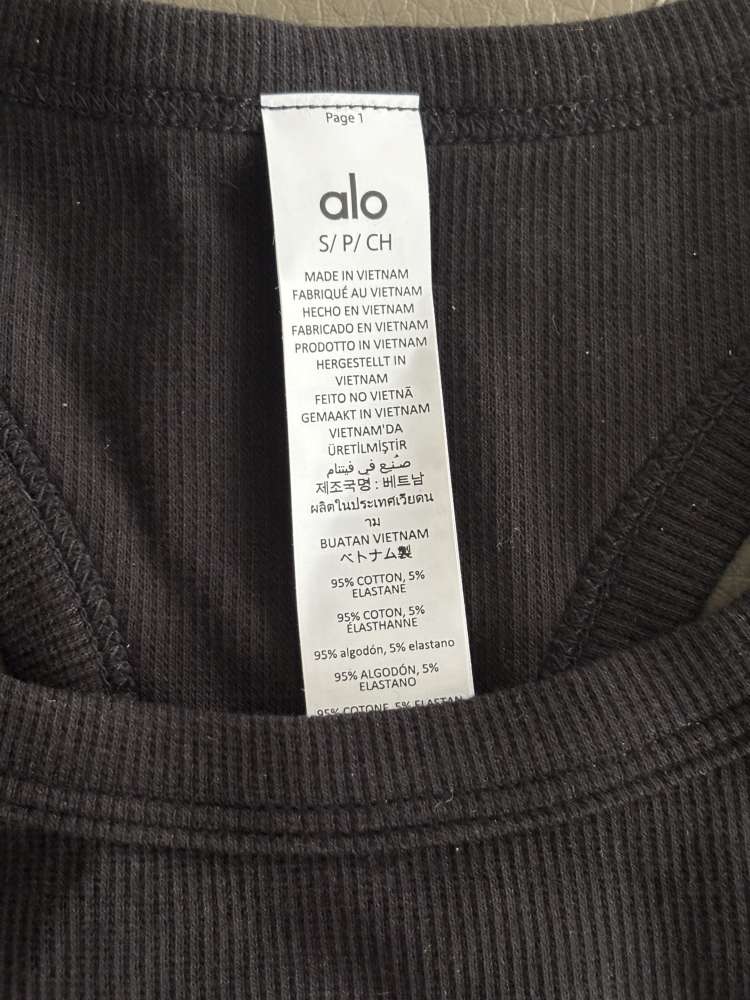 Page 1
alo
S/ P/ CH
MADE IN VIETNAM
FABRIQUÉ AU VIETNAM
HECHO EN VIETNAM
FABRICADO EN VIETNAM
PRODOTTO IN VIETNAM
HERGESTELLT IN
VIETNAM
FEITO NO VIETNÃ
GEMAAKT IN VIETNAM
VIETNAM'DA
ÜRETİLMİŞTİR
صُنِع في فيتنام
제조국명 : 베트남
ผลิตในประเทศเวียดน
าม
BUATAN VIETNAM
ベトナム製
95% COTTON, 5%
ELASTANE
95% COTON, 5%
ÉLASTHANNE
95% algodón, 5% elastano
95% ALGODÓN, 5%
ELASTANO
95% COTONE, 5% ELASTAN